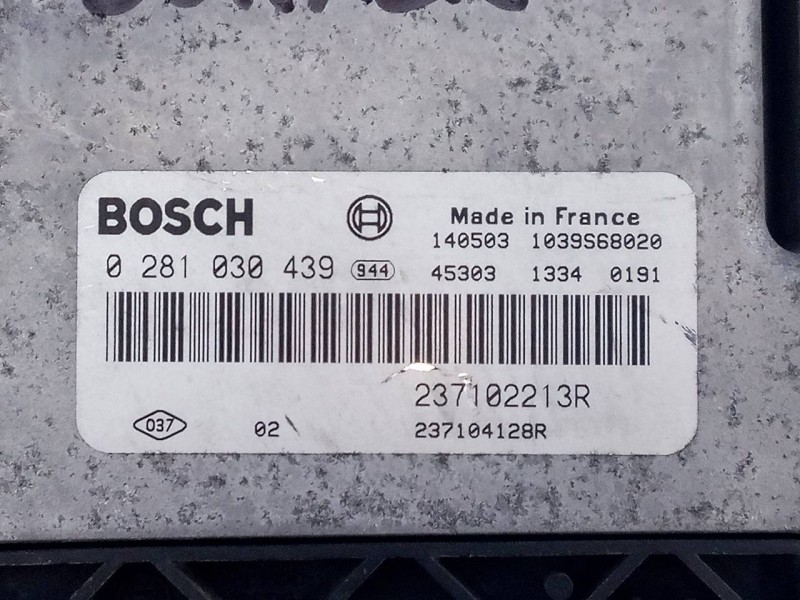 BOSCH
Made in France
140503 1039S68020
0 281 030 439 944 45303 1334 0191
237102213R
037 02 237104128R